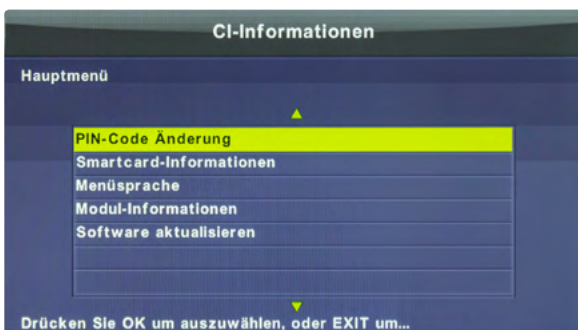 CI-Informationen
Hauptmenü
PIN-Code Änderung
Smartcard-Informationen
Menüsprache
Modul-Informationen
Software aktualisieren
Drücken Sie OK um auszuwählen, oder EXIT um...